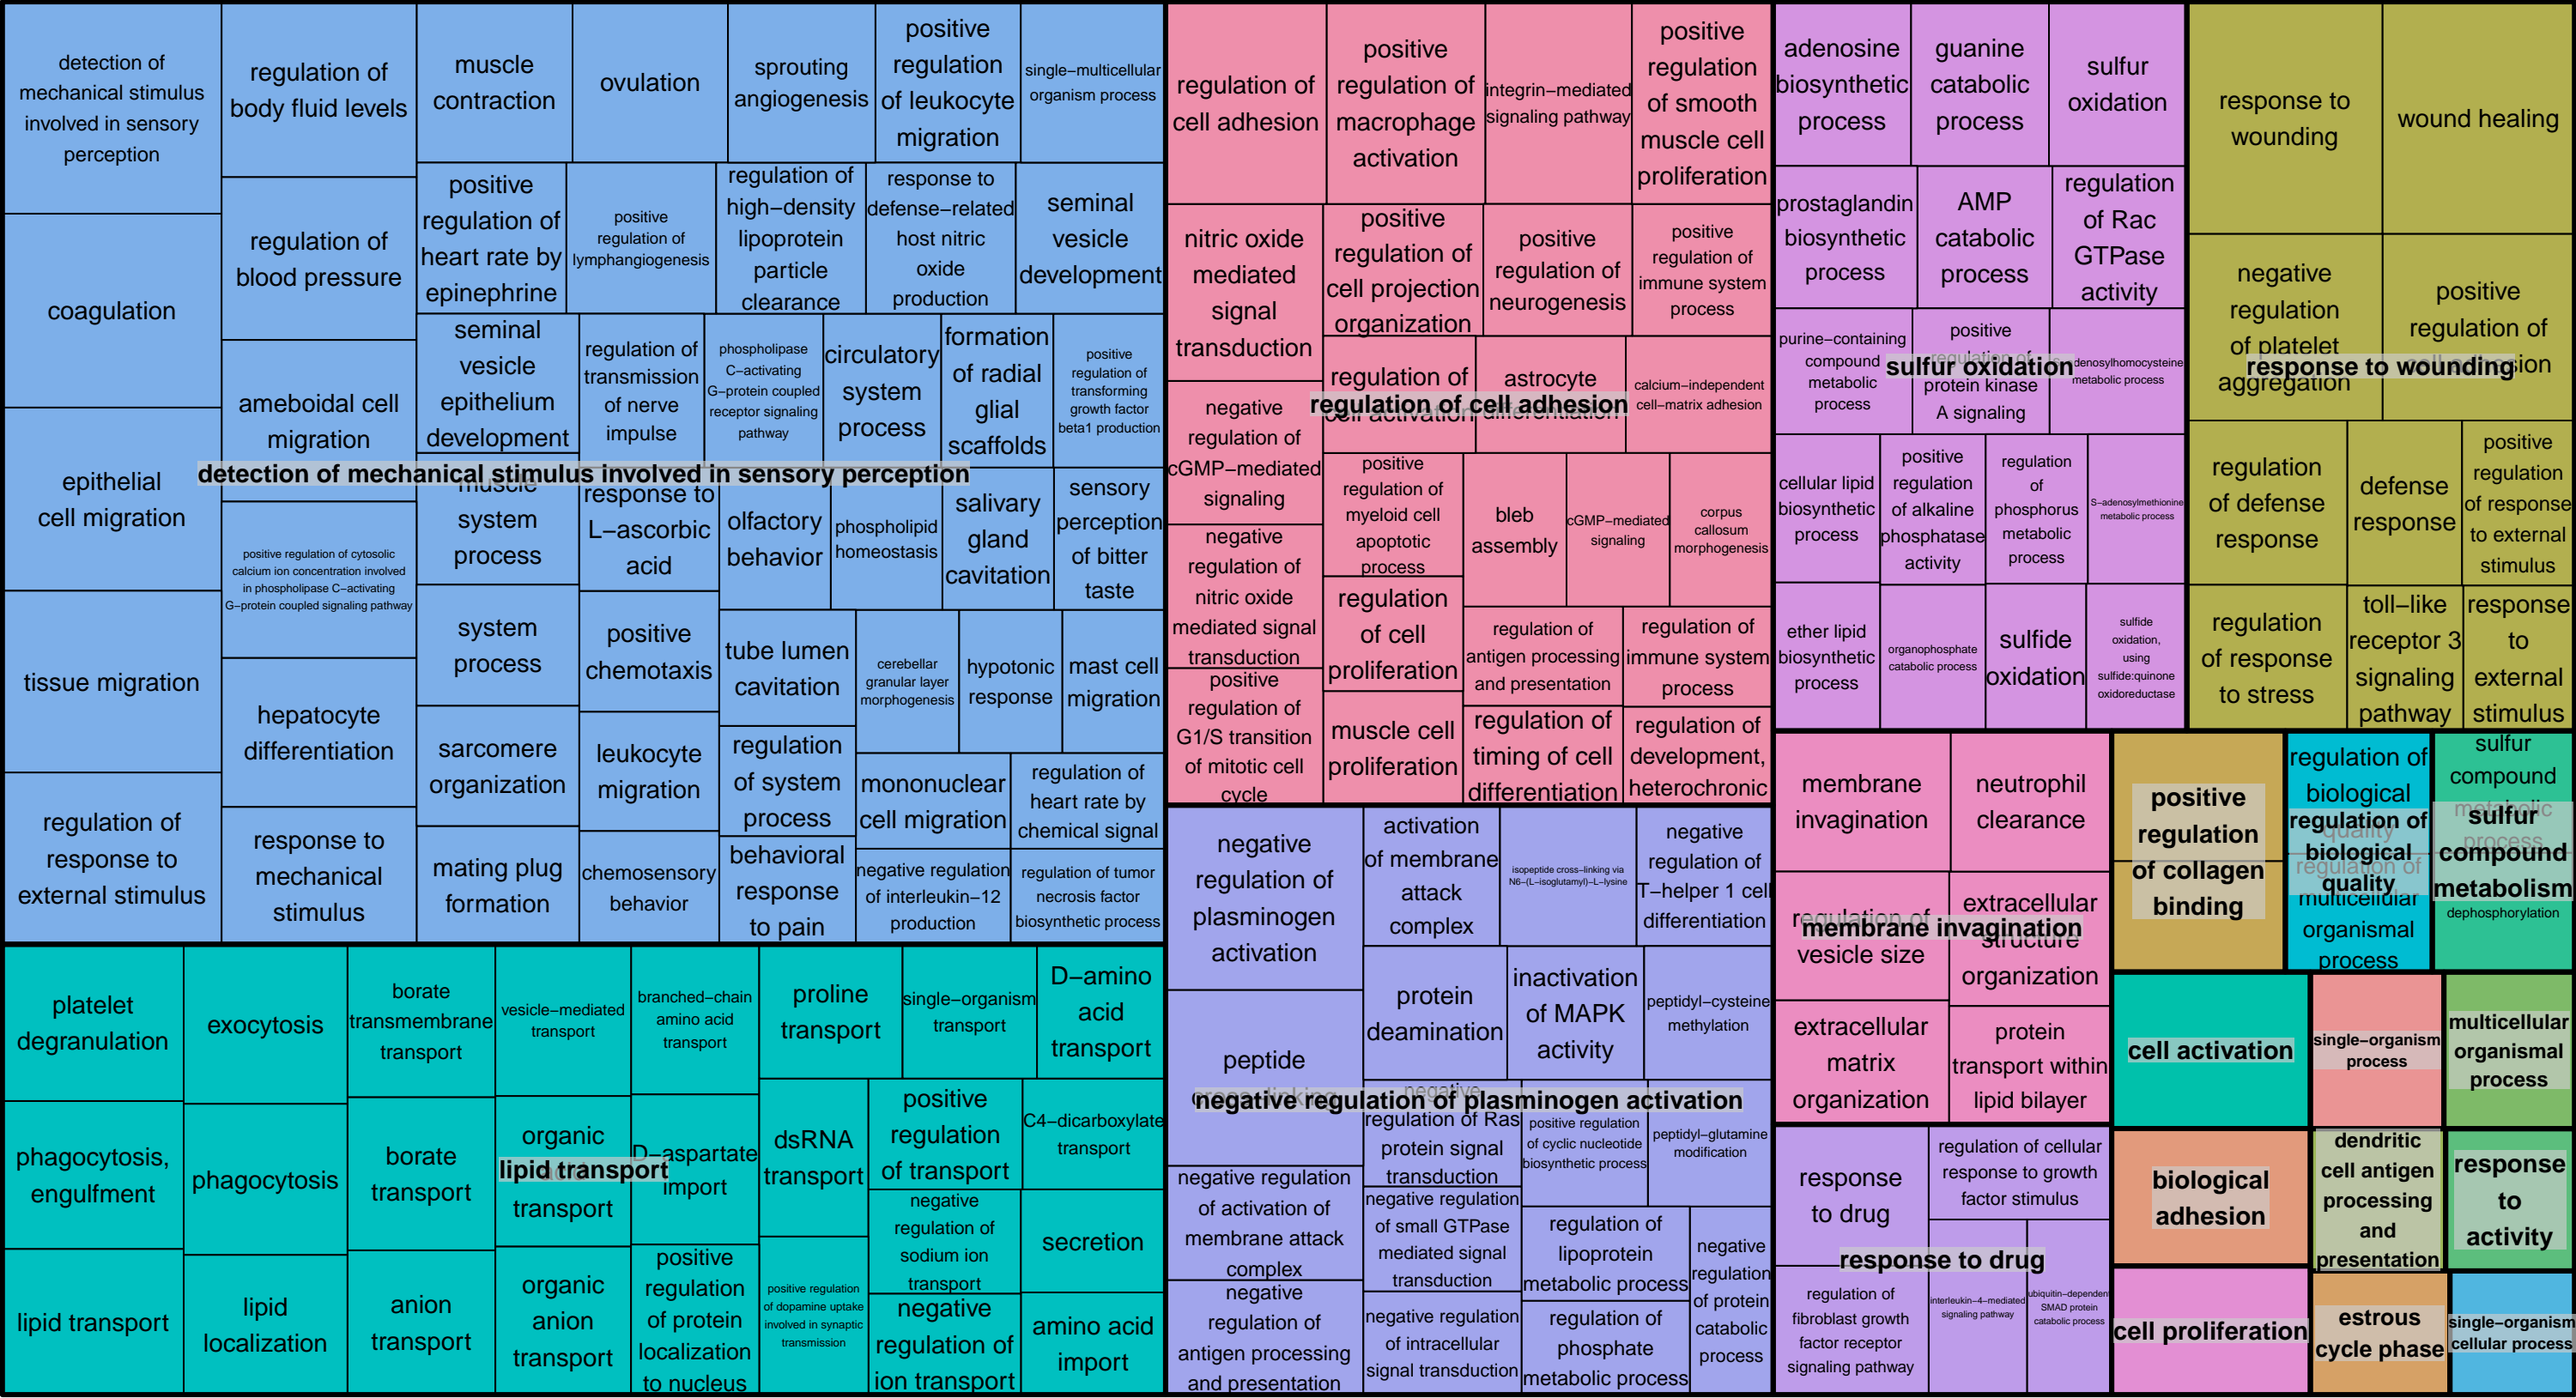 detection of
mechanical stimulus
involved in sensory
perception
coagulation
epithelial
cell migration
tissue migration
regulation of
response to
external stimulus
regulation of
body fluid levels
regulation of
blood pressure
ameboidal cell
migration
positive regulation of cytosolic
calcium ion concentration involved
in phospholipase C−activating
G−protein coupled signaling pathway
hepatocyte
differentiation
response to
mechanical
stimulus
muscle
contraction
ovulation
sprouting
angiogenesis
positive
regulation
of leukocyte
migration
single−multicellular
organism process
positive
regulation of
heart rate by
epinephrine
positive
regulation of
lymphangiogenesis
regulation of
high−density
lipoprotein
particle
clearance
response to
defense−related
host nitric
oxide
production
seminal
vesicle
development
seminal
vesicle
epithelium
development
regulation of
transmission
of nerve
impulse
phospholipase
C−activating
G−protein coupled
receptor signaling
pathway
circulatory
system
process
formation
of radial
glial
scaffolds
positive
regulation of
transforming
growth factor
beta1 production
detection of mechanical stimulus involved in sensory perception
muscle
system
process
response to
L−ascorbic
acid
olfactory
behavior
phospholipid
homeostasis
salivary
gland
cavitation
sensory
perception
of bitter
taste
system
process
positive
chemotaxis
tube lumen
cavitation
cerebellar
granular layer
morphogenesis
hypotonic
response
mast cell
migration
sarcomere
organization
leukocyte
migration
regulation
of system
process
mononuclear
cell migration
regulation of
heart rate by
chemical signal
mating plug
formation
chemosensory
behavior
behavioral
response
to pain
negative regulation
of interleukin−12
production
regulation of tumor
necrosis factor
biosynthetic process
platelet
degranulation
exocytosis
borate
transmembrane
transport
vesicle−mediated
transport
branched−chain
amino acid
transport
proline
transport
single−organism
transport
D−amino
acid
transport
phagocytosis,
engulfment
phagocytosis
borate
transport
organic
acid
transport
lipid transport
D−aspartate
import
dsRNA
transport
positive
regulation
of transport
C4−dicarboxylate
transport
negative
regulation of
sodium ion
transport
secretion
lipid transport
lipid
localization
anion
transport
organic
anion
transport
positive
regulation
of protein
localization
to nucleus
positive regulation
of dopamine uptake
involved in synaptic
transmission
negative
regulation of
ion transport
amino acid
import
regulation of
cell adhesion
positive
regulation of
macrophage
activation
integrin−mediated
signaling pathway
positive
regulation
of smooth
muscle cell
proliferation
nitric oxide
mediated
signal
transduction
positive
regulation of
cell projection
organization
positive
regulation of
neurogenesis
positive
regulation of
immune system
process
regulation of
cell activation
astrocyte
differentiation
calcium−independent
cell−matrix adhesion
regulation of cell adhesion
negative
regulation of
cGMP−mediated
signaling
negative
regulation of
nitric oxide
mediated signal
transduction
positive
regulation of
G1/S transition
of mitotic cell
cycle
positive
regulation of
myeloid cell
apoptotic
process
bleb
assembly
cGMP−mediated
signaling
corpus
callosum
morphogenesis
regulation
of cell
proliferation
regulation of
antigen processing
and presentation
regulation of
immune system
process
muscle cell
proliferation
regulation of
timing of cell
differentiation
regulation of
development,
heterochronic
negative
regulation of
plasminogen
activation
activation
of membrane
attack
complex
isopeptide cross−linking via
N6−(L−isoglutamyl)−L−lysine
negative
regulation of
T−helper 1 cell
differentiation
peptide
cross−linking
protein
deamination
inactivation
of MAPK
activity
peptidyl−cysteine
methylation
negative regulation of plasminogen activation
negative
regulation of Ras
protein signal
transduction
positive regulation
of cyclic nucleotide
biosynthetic process
peptidyl−glutamine
modification
negative regulation
of activation of
membrane attack
complex
negative regulation
of small GTPase
mediated signal
transduction
regulation of
lipoprotein
metabolic process
negative
regulation
of protein
catabolic
process
negative
regulation of
antigen processing
and presentation
negative regulation
of intracellular
signal transduction
regulation of
phosphate
metabolic process
adenosine
biosynthetic
process
guanine
catabolic
process
sulfur
oxidation
prostaglandin
biosynthetic
process
AMP
catabolic
process
regulation
of Rac
GTPase
activity
purine−containing
compound
metabolic
process
positive
regulation of
protein kinase
A signaling
denosylhomocysteine
metabolic process
sulfur oxidation
cellular lipid
biosynthetic
process
positive
regulation
of alkaline
phosphatase
activity
regulation
of
phosphorus
metabolic
process
S−adenosylmethionine
metabolic process
ether lipid
biosynthetic
process
organophosphate
catabolic process
sulfide
oxidation
sulfide
oxidation,
using
sulfide:quinone
oxidoreductase
response to
wounding
wound healing
negative
regulation
of platelet
aggregation
positive
regulation of
cell adhesion
response to wounding
regulation
of defense
response
defense
response
positive
regulation
of response
to external
stimulus
regulation
of response
to stress
toll−like
receptor 3
signaling
pathway
response
to
external
stimulus
membrane
invagination
neutrophil
clearance
regulation of
vesicle size
extracellular
structure
organization
membrane invagination
extracellular
matrix
organization
protein
transport within
lipid bilayer
response
to drug
regulation of cellular
response to growth
factor stimulus
response to drug
regulation of
fibroblast growth
factor receptor
signaling pathway
interleukin−4−mediated
signaling pathway
ubiquitin−dependent
SMAD protein
catabolic process
positive
regulation
of collagen
binding
regulation of
biological
quality
regulation of
biological
quality
regulation of
multicellular
organismal
process
sulfur
compound
metabolic
process
sulfur
compound
metabolism
dephosphorylation
cell activation
single−organism
process
multicellular
organismal
process
biological
adhesion
dendritic
cell antigen
processing
and
presentation
response
to
activity
cell proliferation
estrous
cycle phase
single−organism
cellular process